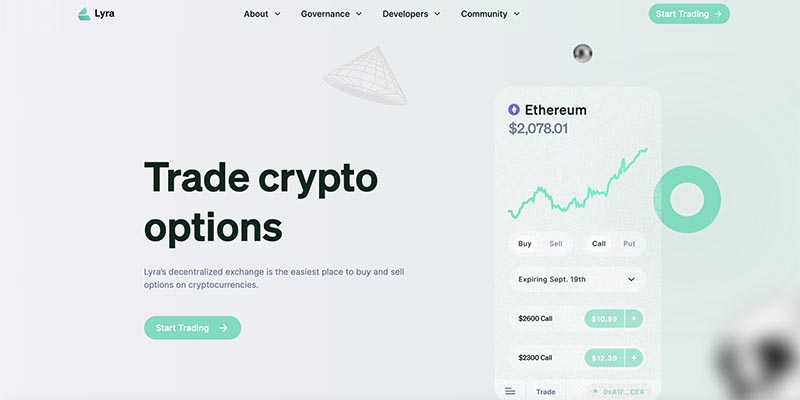 Lyra
About
Governance
Developers
Community
Start Trading
Trade crypto
options
Lyra's decentralized exchange is the easiest place to buy and sell
options on cryptocurrencies.
Start Trading
Ethereum
$2,078.01
Buy
Sell
Call
Put
Expiring Sept. 19th
$2600 Call
$10.99
+
$2300 Call
$12.39
+
Trade
0xA1F...CE4